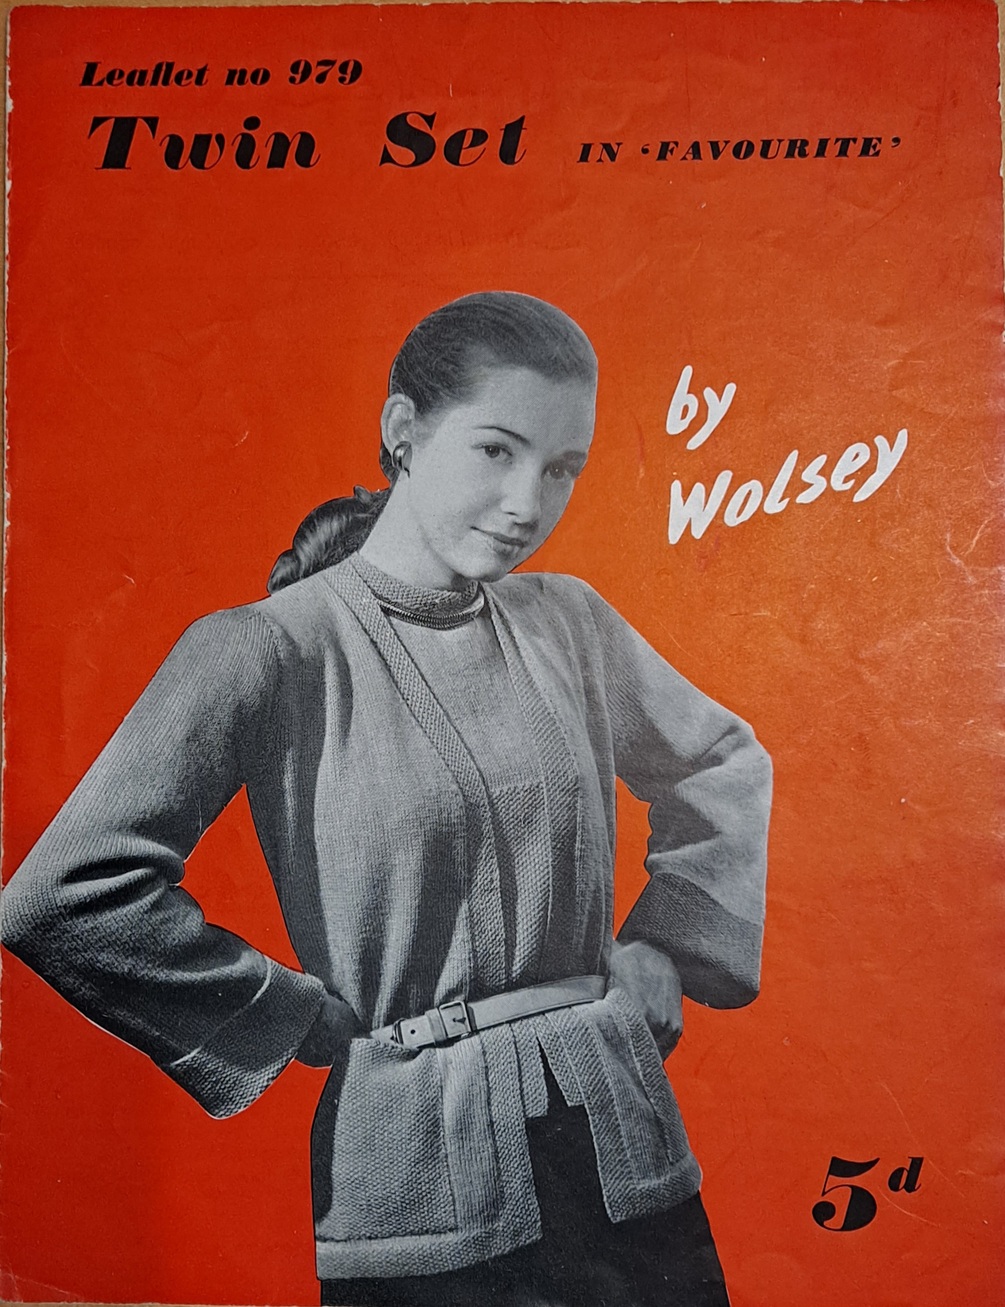 Leaflet no 979
Twin Set IN ‘FAVOURITE’
by
Wolsey
5d